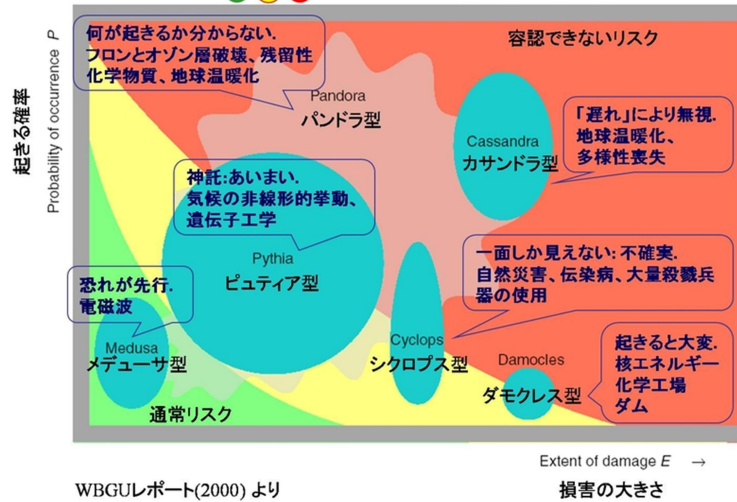 何が起きるか分からない.
フロンとオゾン層破壊、残留性
化学物質、地球温暖化
容認できないリスク
起きる確率
Probability of occurrence P
Pandora
パンドラ型
「遅れ」により無視.
地球温暖化、
多様性喪失
Cassandra
カサンドラ型
神託:あいまい.
気候の非線形的挙動、
遺伝子工学
Pythia
ピュティア型
一面しか見えない: 不確実.
自然災害、伝染病、大量殺戮兵
器の使用
恐れが先行.
電磁波
Medusa
メデューサ型
Cyclops
シクロプス型
Damocles
ダモクレス型
起きると大変.
核エネルギー
化学工場
ダム
通常リスク
Extent of damage E →
WBGUレポート(2000) より
損害の大きさ